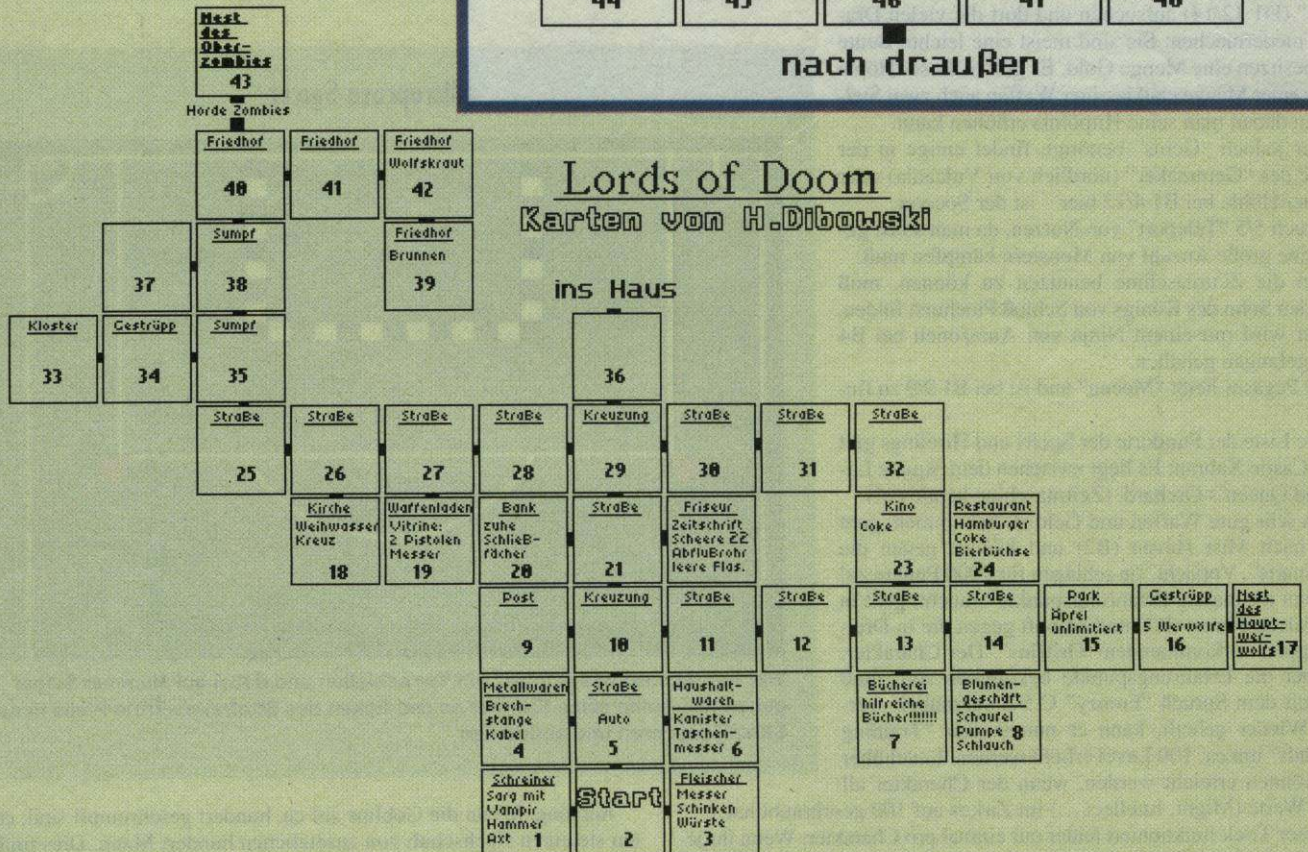 nach draußen
Nest
des
Ober-
zombies
43
Horde Zombies
Friedhof
40
Friedhof
41
Friedhof
Wolfskraut
42
Lords of Doom
Karten von H.Dibowski
37
Sumpf
38
Friedhof
Brunnen
39
ins Haus
Kloster
33
Gestrüpp
34
Sumpf
35
36
Straße
25
Straße
26
Straße
27
Straße
28
Kreuzung
29
Straße
30
Straße
31
Straße
32
Kirche
Weihwasser
Kreuz
18
Waffenladen
Vitrine:
2 Pistolen
Messer
19
Bank
zuhe
Schließ-
fächer
20
Straße
21
Friseur
Zeitschrift
Scheere 22
Abflußrohr
leere Flas.
Kino
Coke
23
Restaurant
Hamburger
Coke
Bierbüchse
24
Post
9
Kreuzung
10
Straße
11
Straße
12
Straße
13
Straße
14
Park
Äpfel
unlimitiert
15
Gestrüpp
5 Werwölfe
16
Nest
des
Haupt-
wer-
wolfs17
Metallwaren
Brech-
stange
Kabel
4
Straße
Auto
5
Haushalt-
waren
Kanister
Taschen-
messer 6
Bücherei
hilfreiche
Bücher!!!!!!!
7
Blumen-
geschäft
Schaufel
Pumpe 8
Schlauch
Schreiner
Sarg mit
Vampir
Hammer
Axt 1
Start
2
Fleischer
Messer
Schinken
Würste
3